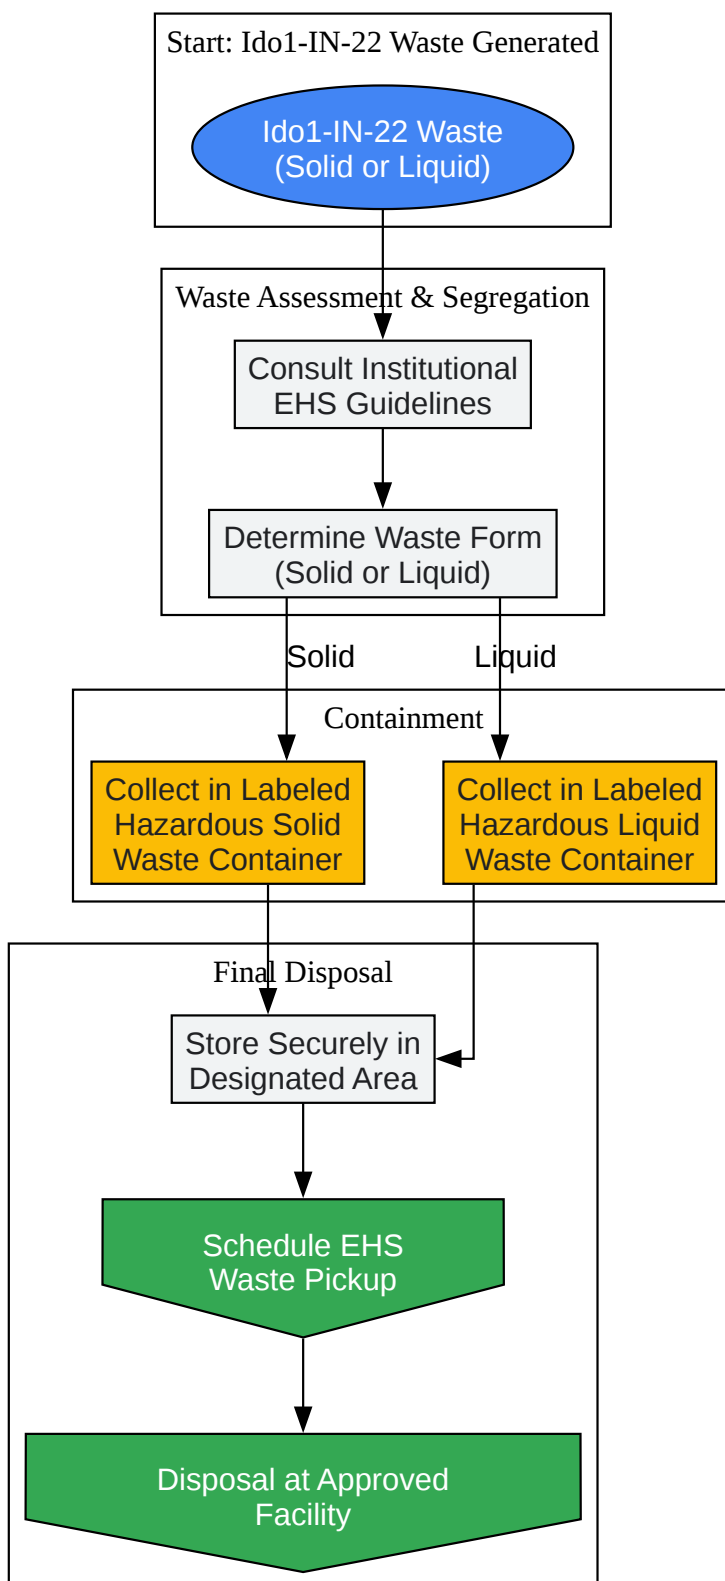 Start: Ido1-IN-22 Waste Generated
Ido1-IN-22 Waste
(Solid or Liquid)
Waste Assessment & Segregation
Consult Institutional
EHS Guidelines
Determine Waste Form
(Solid or Liquid)
Solid
Liquid
Containment
Collect in Labeled
Hazardous Solid
Waste Container
Collect in Labeled
Hazardous Liquid
Waste Container
Final Disposal
Store Securely in
Designated Area
Schedule EHS
Waste Pickup
Disposal at Approved
Facility